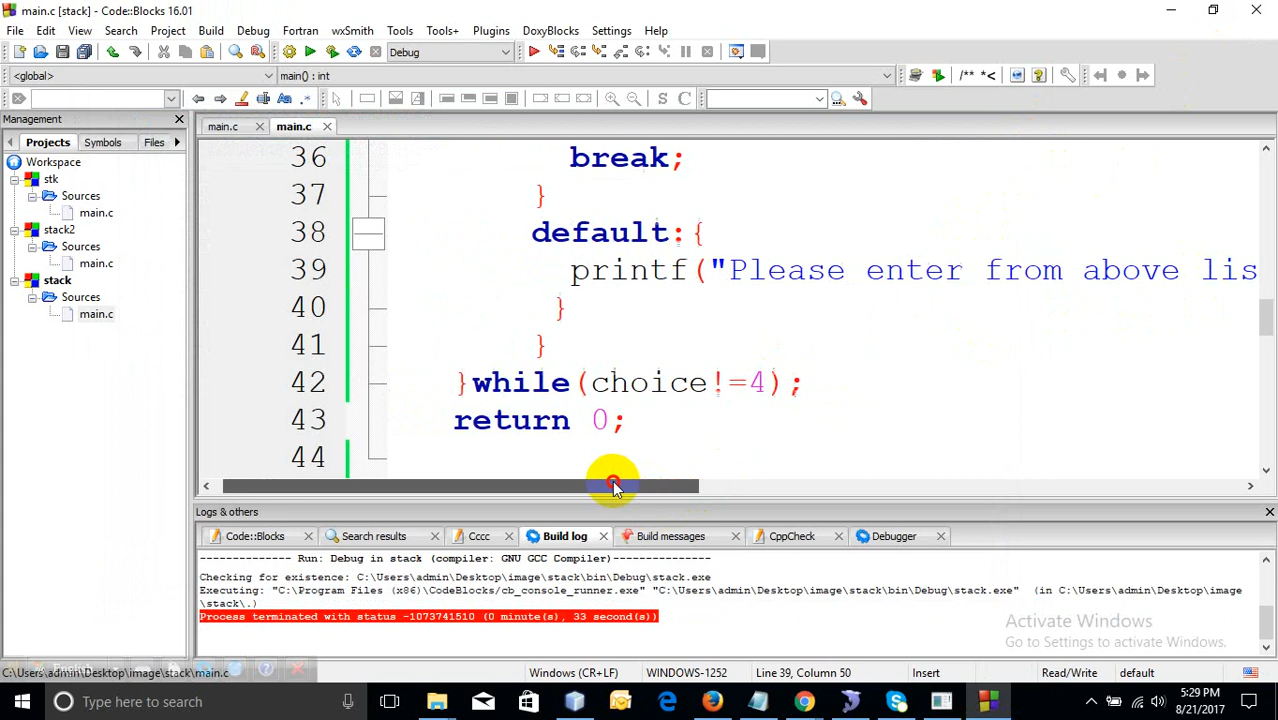 main.c [stack] - Code::Blocks 16.01
File Edit View Search Project Build Debug Fortran wxSmith Tools Tools+ Plugins DoxyBlocks Settings Help
Debug
<global> main() : int
/** *<
Aa .* S C
Management
main.c main.c
Projects Symbols Files
Workspace
stk
Sources
main.c
stack2
Sources
main.c
stack
Sources
main.c
36 break;
37 }
38 default:{
39 printf("Please enter from above lis
40 }
41 }
42 }while(choice!=4);
43 return 0;
44
Logs & others
Code::Blocks Search results Cccc Build log Build messages CppCheck Debugger
-------------- Run: Debug in stack (compiler: GNU GCC Compiler)---------------
Checking for existence: C:\Users\admin\Desktop\image\stack\bin\Debug\stack.exe
Executing: "C:\Program Files (x86)\CodeBlocks/cb_console_runner.exe" "C:\Users\admin\Desktop\image\stack\bin\Debug\stack.exe" (in C:\Users\admin\Desktop\image
\stack\.)
Process terminated with status -1073741510 (0 minute(s), 33 second(s))
Activate Windows
Go to Settings to activate Windows.
C:\Users\admin\Desktop\image\stack\main.c Windows (CR+LF) WINDOWS-1252 Line 39, Column 50 Insert Read/Write default
Type here to search
5:29 PM
8/21/2017